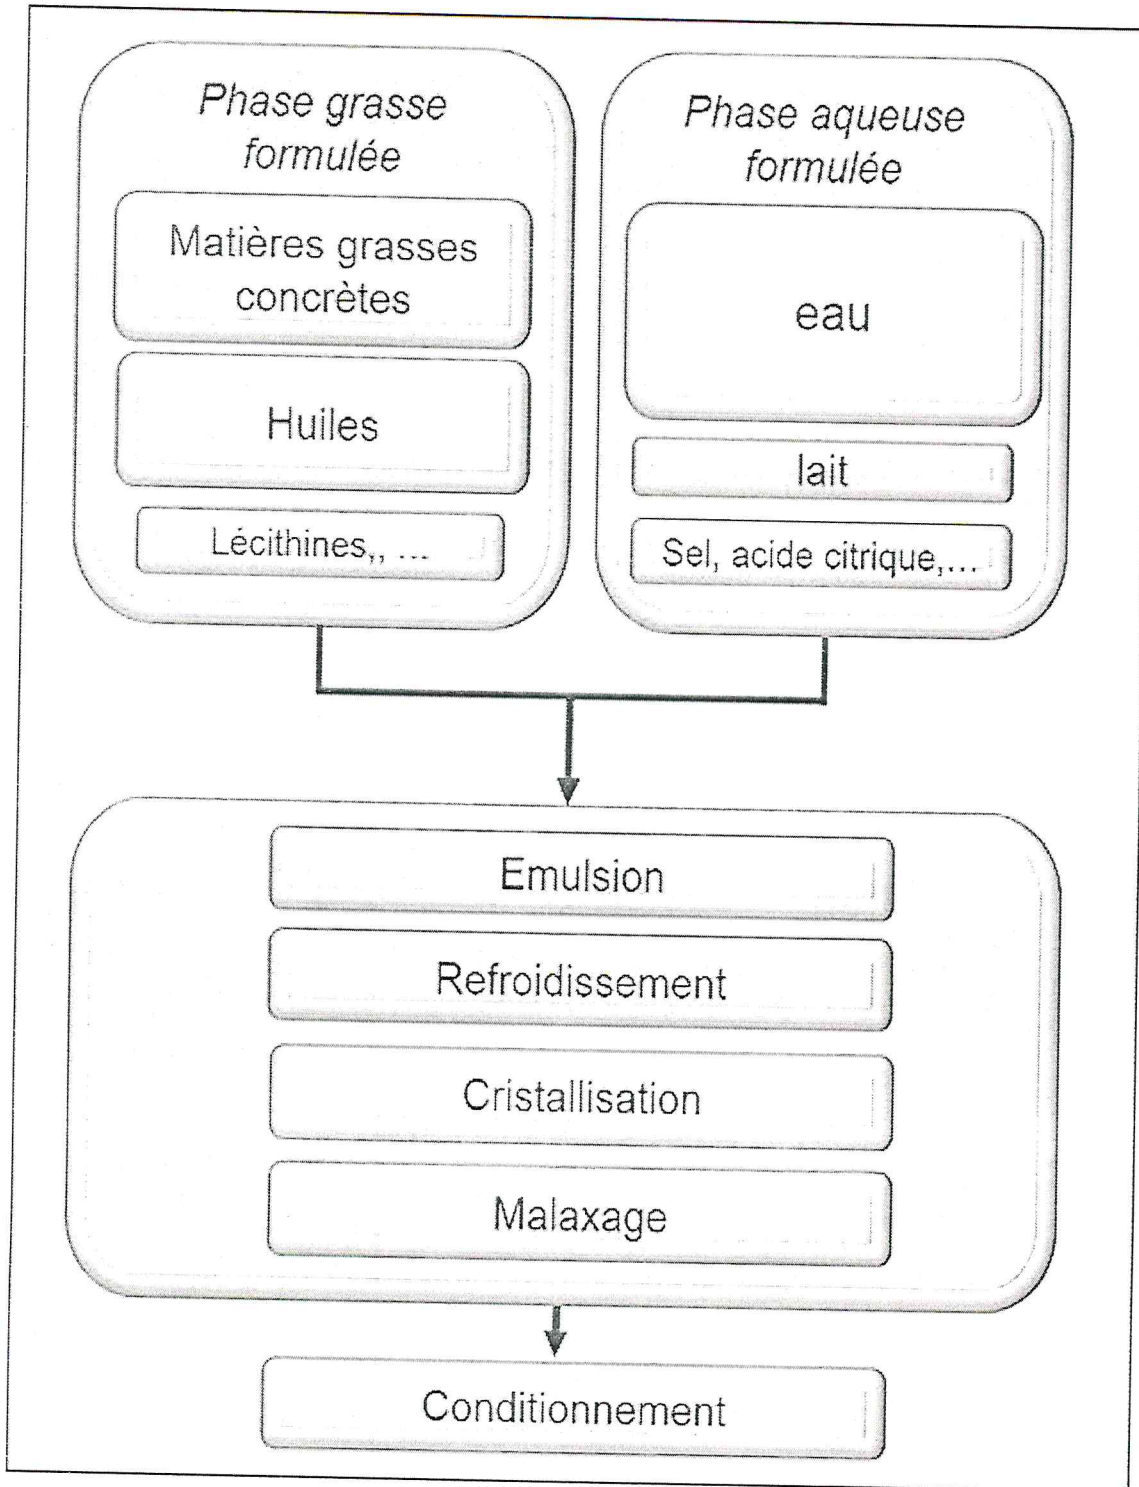 Phase grasse
formulée
Matières grasses
concrètes
Huiles
Lécithines,, ...
Phase aqueuse
formulée
eau
lait
Sel, acide citrique,...
Emulsion
Refroidissement
Cristallisation
Malaxage
Conditionnement